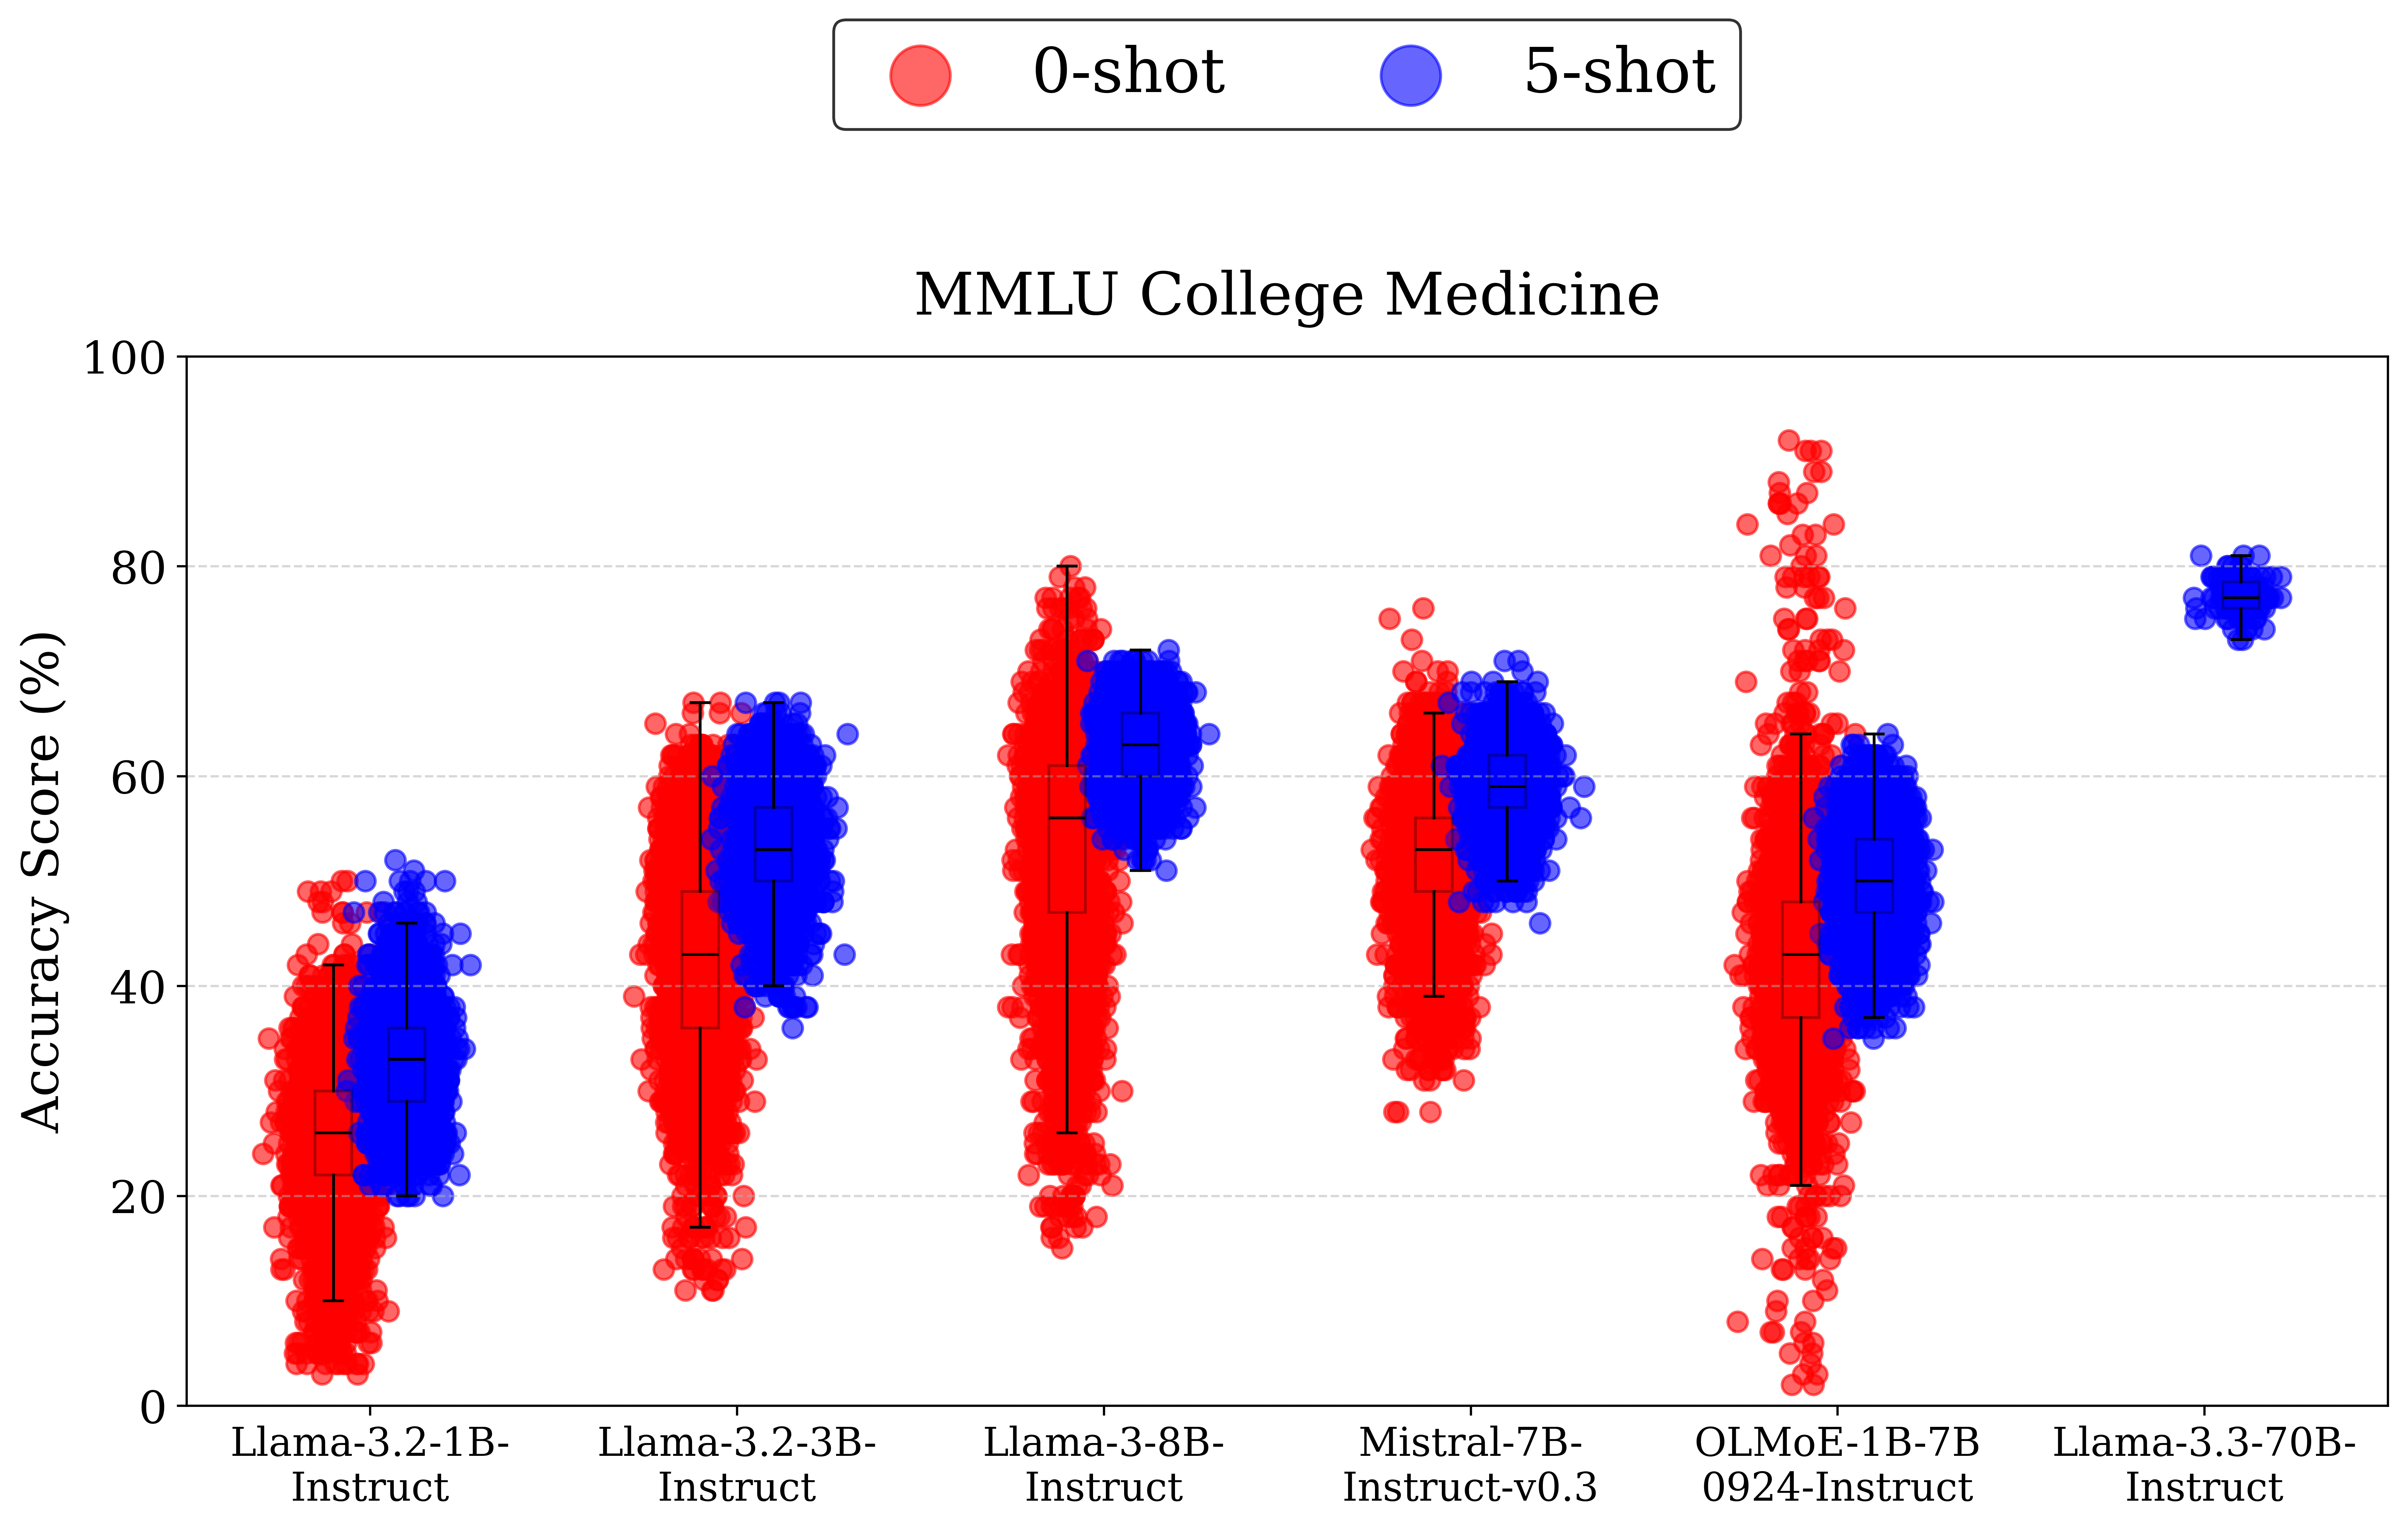 0-shot 5-shot
MMLU College Medicine
Accuracy Score (%)
100
80
60
40
20
0
Llama-3.2-1B-
Instruct
Llama-3.2-3B-
Instruct
Llama-3-8B-
Instruct
Mistral-7B-
Instruct-v0.3
OLMoE-1B-7B
0924-Instruct
Llama-3.3-70B-
Instruct